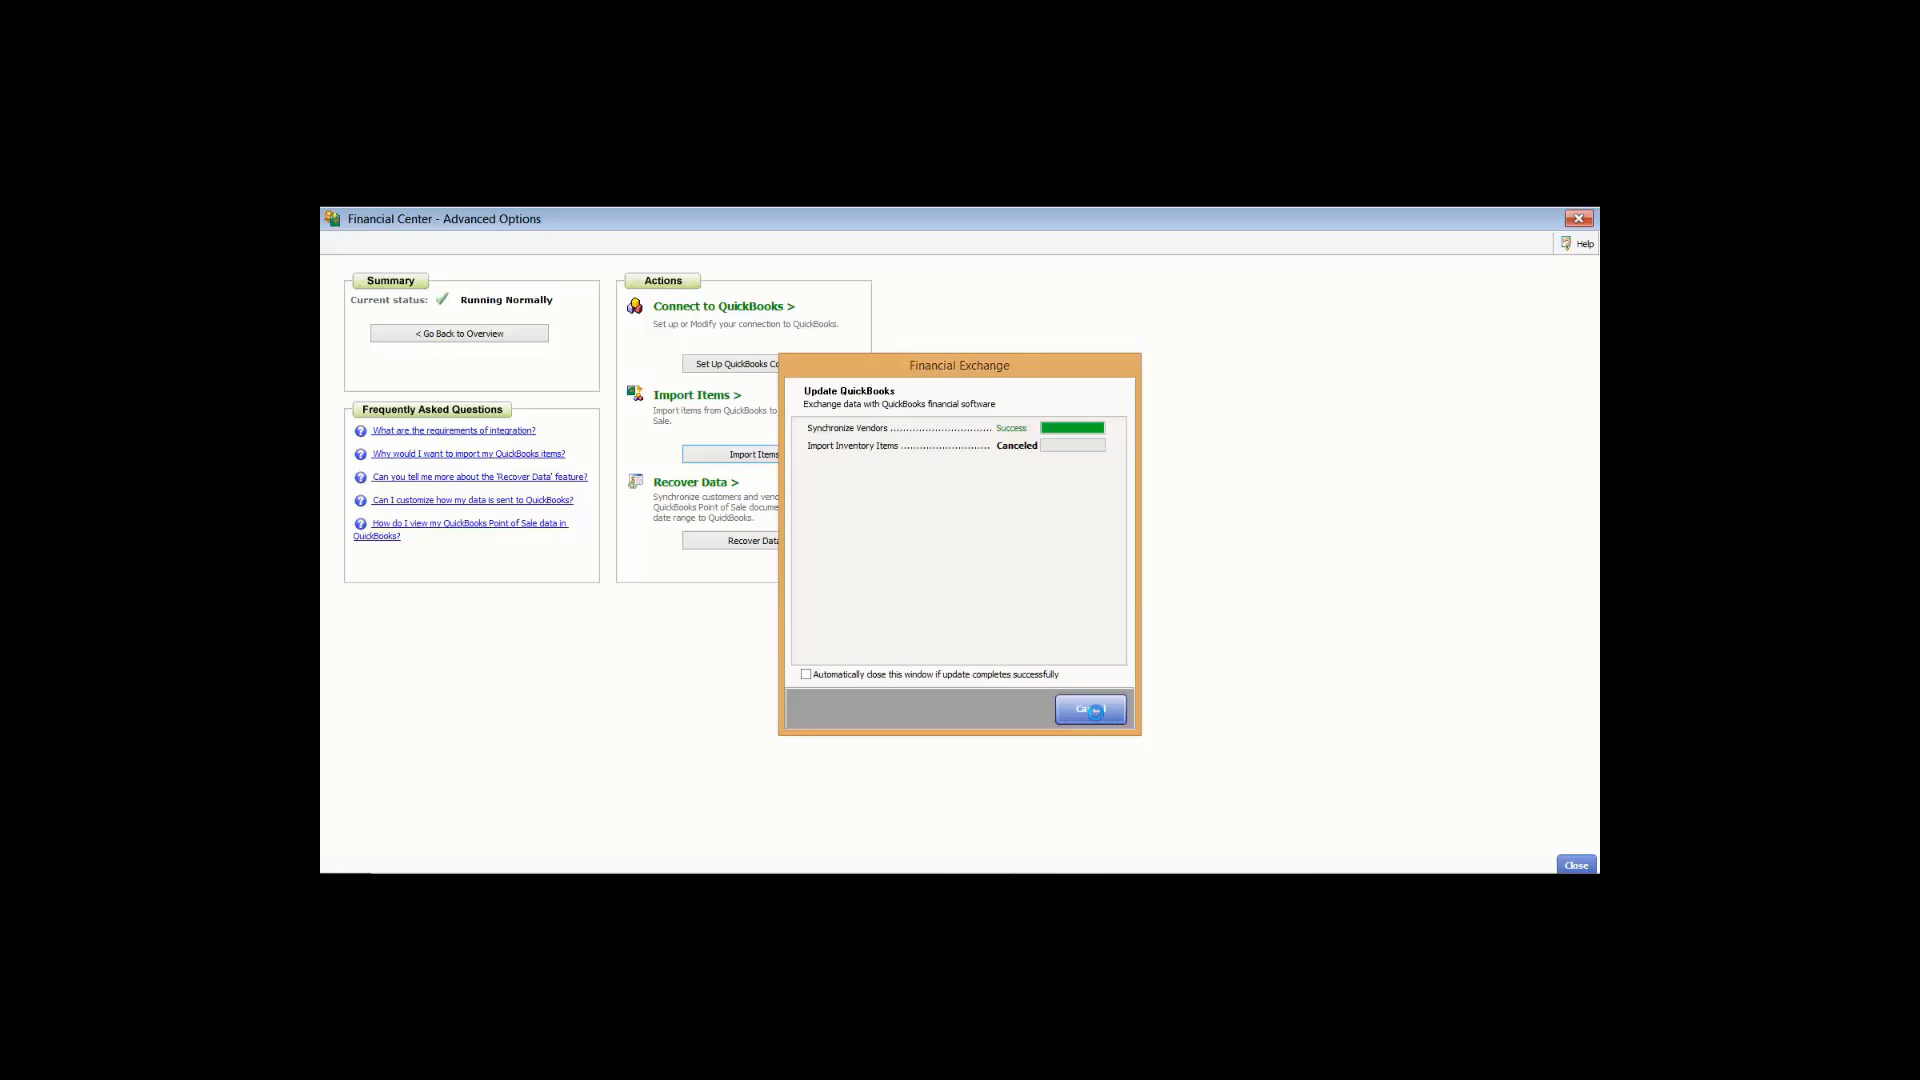 Financial Center - Advanced Options
Help
Summary
Current status: Running Normally
< Go Back to Overview
Frequently Asked Questions
What are the requirements of integration?
Why would I want to import my QuickBooks items?
Can you tell me more about the 'Recover Data' feature?
Can I customize how my data is sent to QuickBooks?
How do I view my QuickBooks Point of Sale data in
QuickBooks?
Actions
Connect to QuickBooks >
Set up or Modify your connection to QuickBooks.
Set Up QuickBooks
Import Items >
Import items from QuickBooks to
Sale.
Import Items
Recover Data >
Synchronize customers and
QuickBooks Point of Sale
date range to QuickBooks.
Recover Data
Financial Exchange
Update QuickBooks
Exchange data with QuickBooks financial software
Synchronize Vendors ............................... Success
Import Inventory Items ........................... Canceled
Automatically close this window if update completes successfully
Close